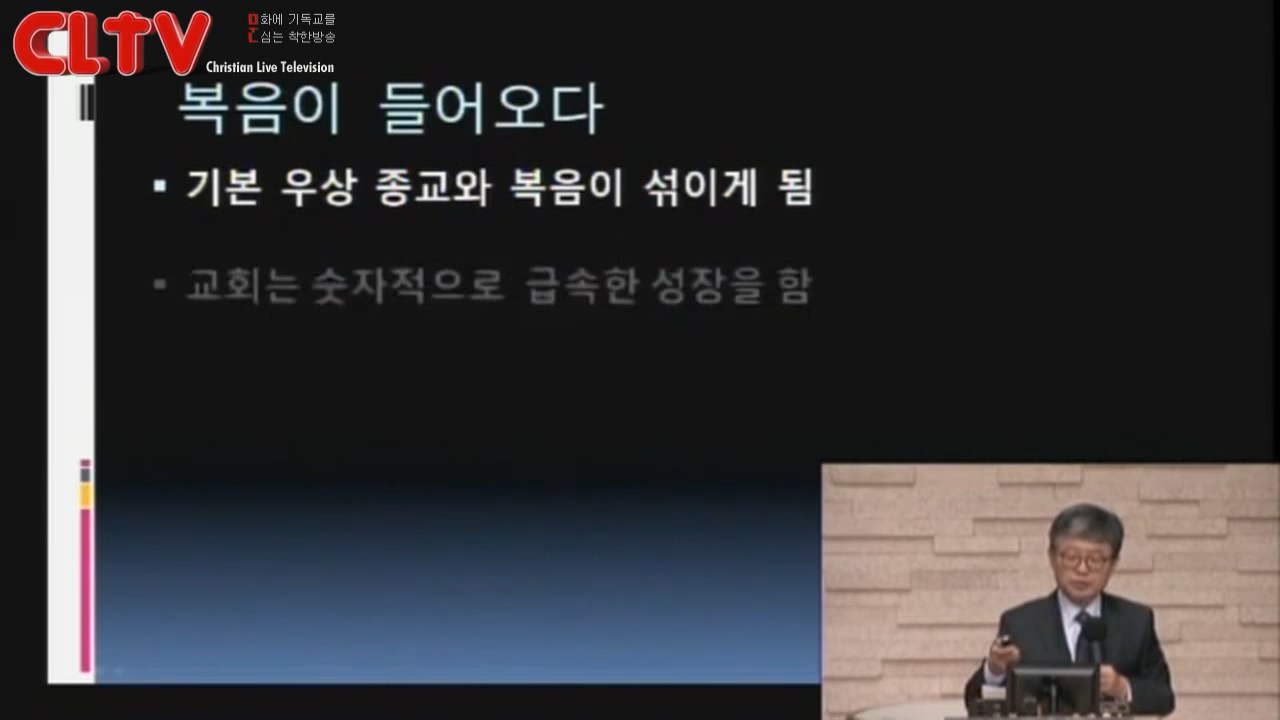 CLTV
문화에 기독교를
심는 착한방송
Christian Live Television
복음이 들어오다
▪ 기본 우상 종교와 복음이 섞이게 됨
▪ 교회는 숫자적으로 급속한 성장을 함